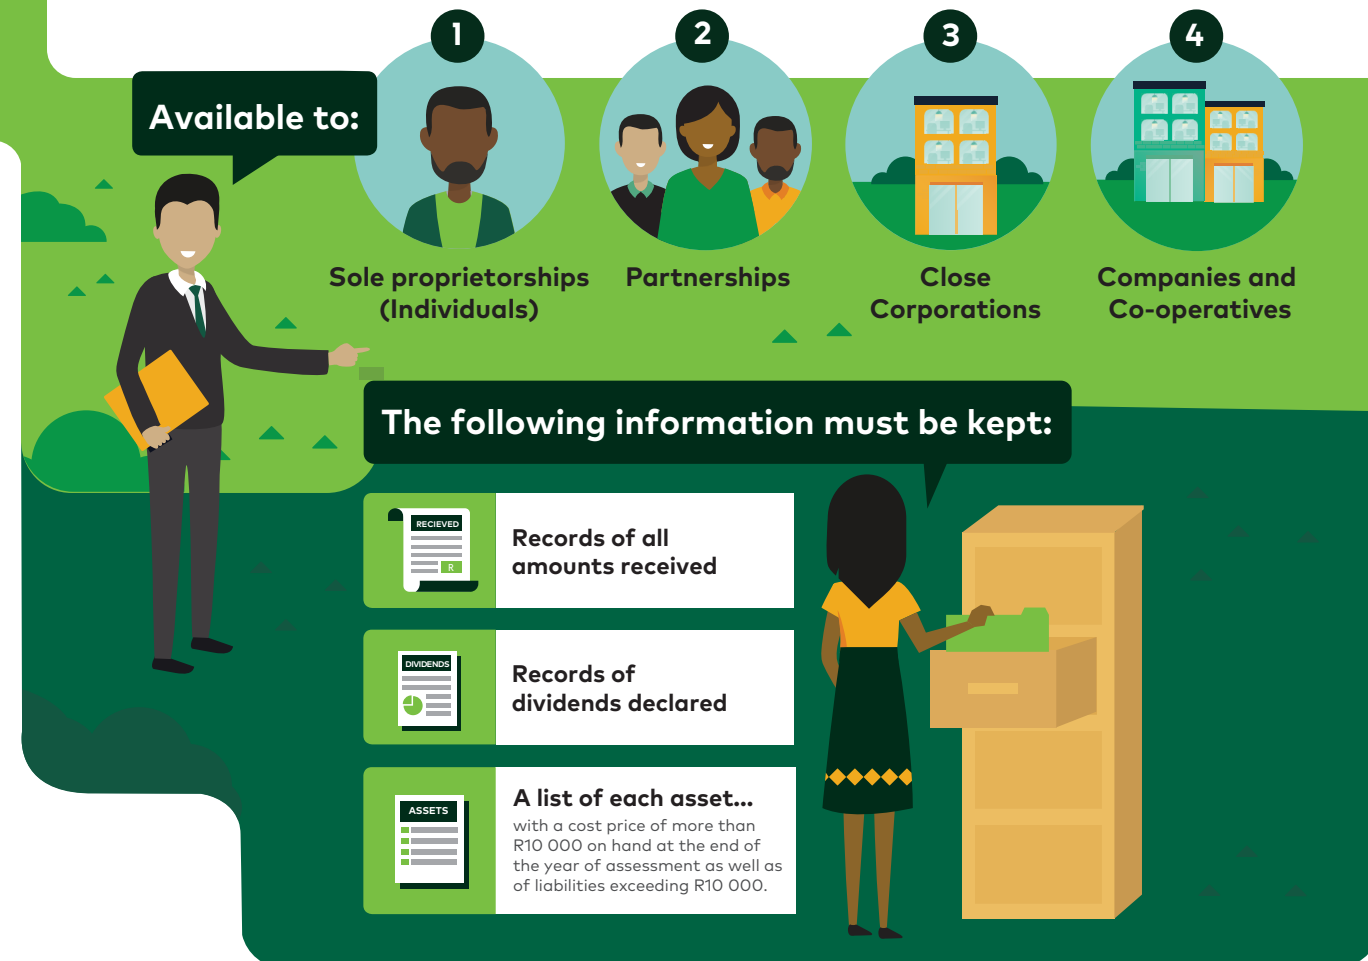 1
2
3
4
Available to:
Sole proprietorships
(Individuals)
Partnerships
Close
Corporations
Companies and
Co-operatives
The following information must be kept:
RECIEVED
R
Records of all
amounts received
DIVIDENDS
Records of
dividends declared
ASSETS
A list of each asset...
with a cost price of more than
R10 000 on hand at the end of
the year of assessment as well as
of liabilities exceeding R10 000.